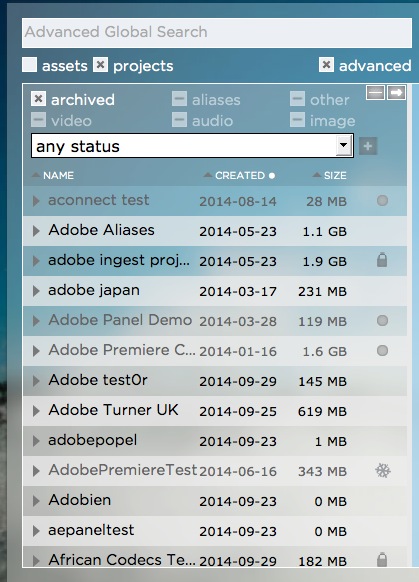 Advanced Global Search
assets projects advanced
archived aliases other
video audio image
any status
NAME CREATED SIZE
aconnect test 2014-08-14 28 MB
Adobe Aliases 2014-05-23 1.1 GB
adobe ingest proj... 2014-05-23 1.9 GB
adobe japan 2014-03-17 231 MB
Adobe Panel Demo 2014-03-28 119 MB
Adobe Premiere C... 2014-01-16 1.6 GB
Adobe test0r 2014-09-29 145 MB
Adobe Turner UK 2014-09-25 619 MB
adobepopel 2014-09-23 1 MB
AdobePremiereTest 2014-06-16 343 MB
Adobien 2014-09-23 0 MB
aepaneltest 2014-09-23 0 MB
African Codecs Te... 2014-09-29 182 MB